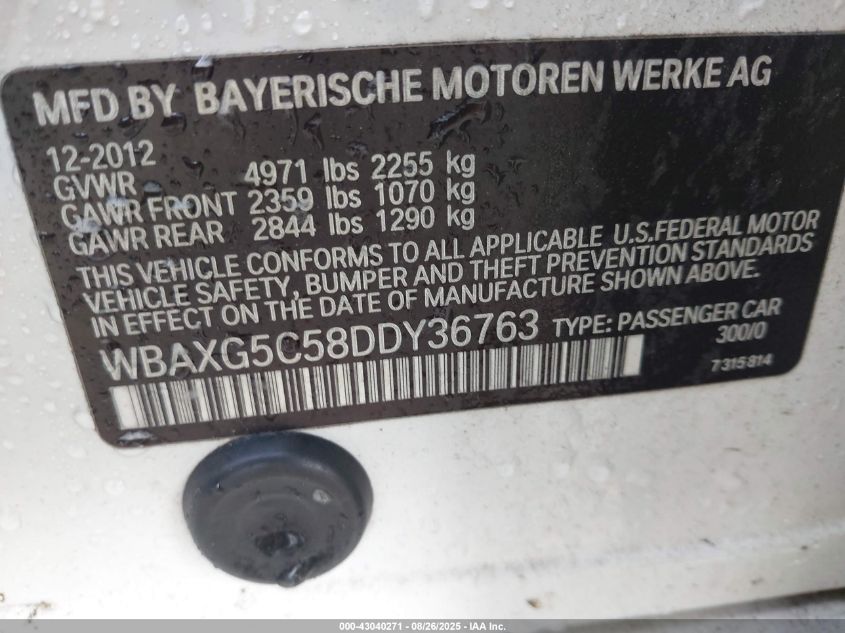 MFD BY BAYERISCHE MOTOREN WERKE AG
12-2012
GVWR 4971 lbs 2255 kg
GAWR FRONT 2359 lbs 1070 kg
GAWR REAR 2844 lbs 1290 kg
THIS VEHICLE CONFORMS TO ALL APPLICABLE U.S.FEDERAL MOTOR
VEHICLE SAFETY, BUMPER AND THEFT PREVENTION STANDARDS
IN EFFECT ON THE DATE OF MANUFACTURE SHOWN ABOVE.
WBAXG5C58DDY36763 TYPE: PASSENGER CAR
300/0
7315814
000-43040271 - 08/26/2025 - IAA Inc.